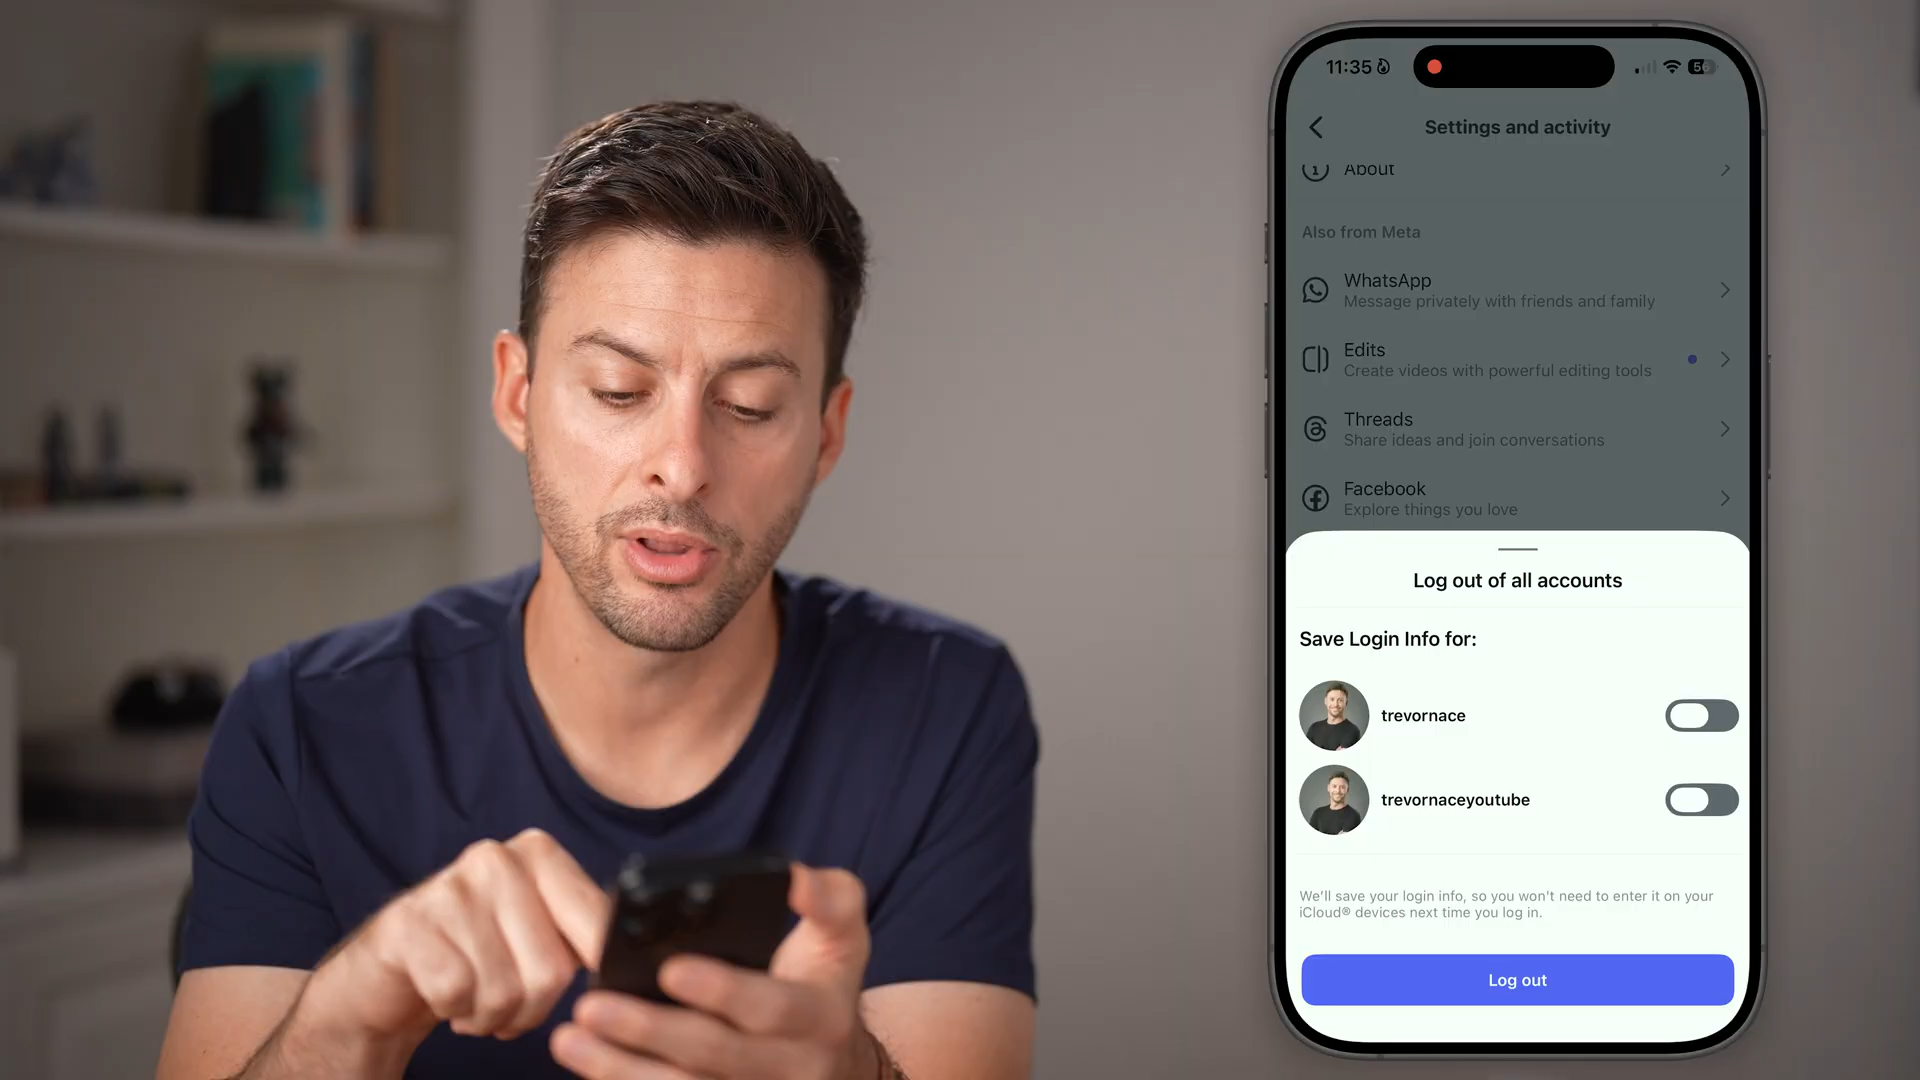 11:35
56
Settings and activity
About
Also from Meta
WhatsApp
Message privately with friends and family
Edits
Create videos with powerful editing tools
Threads
Share ideas and join conversations
Facebook
Explore things you love
Log out of all accounts
Save Login Info for:
trevornace
trevornaceyoutube
We'll save your login info, so you won't need to enter it on your
iCloud® devices next time you log in.
Log out